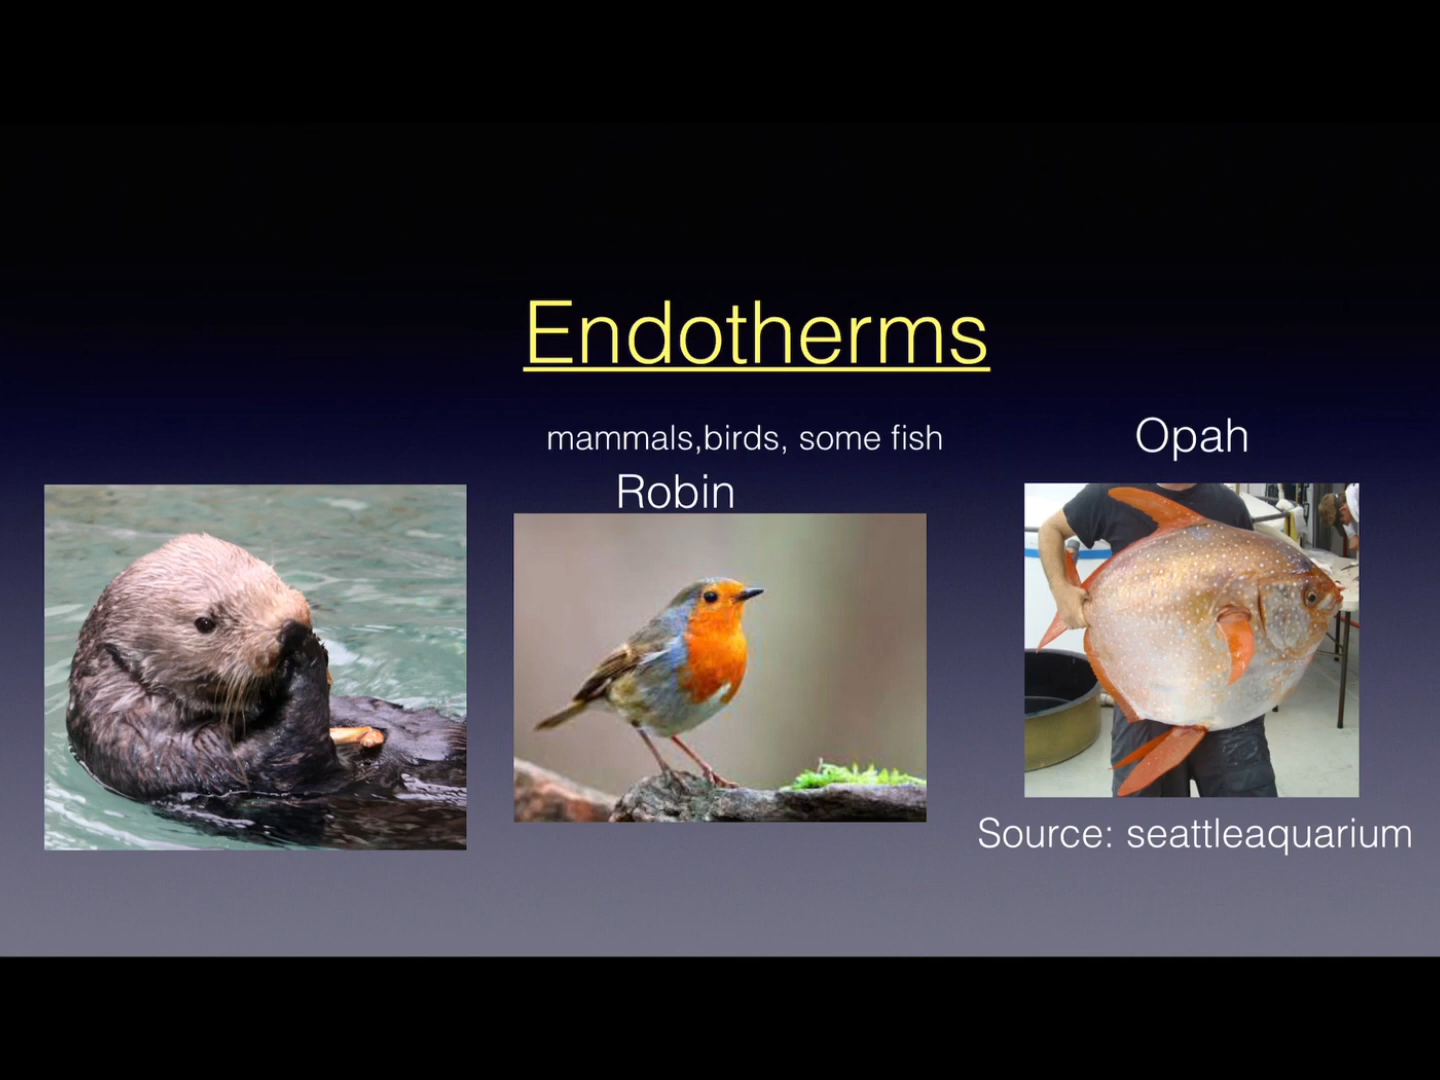 Endotherms
mammals,birds, some fish
Opah
Robin
Source: seattleaquarium